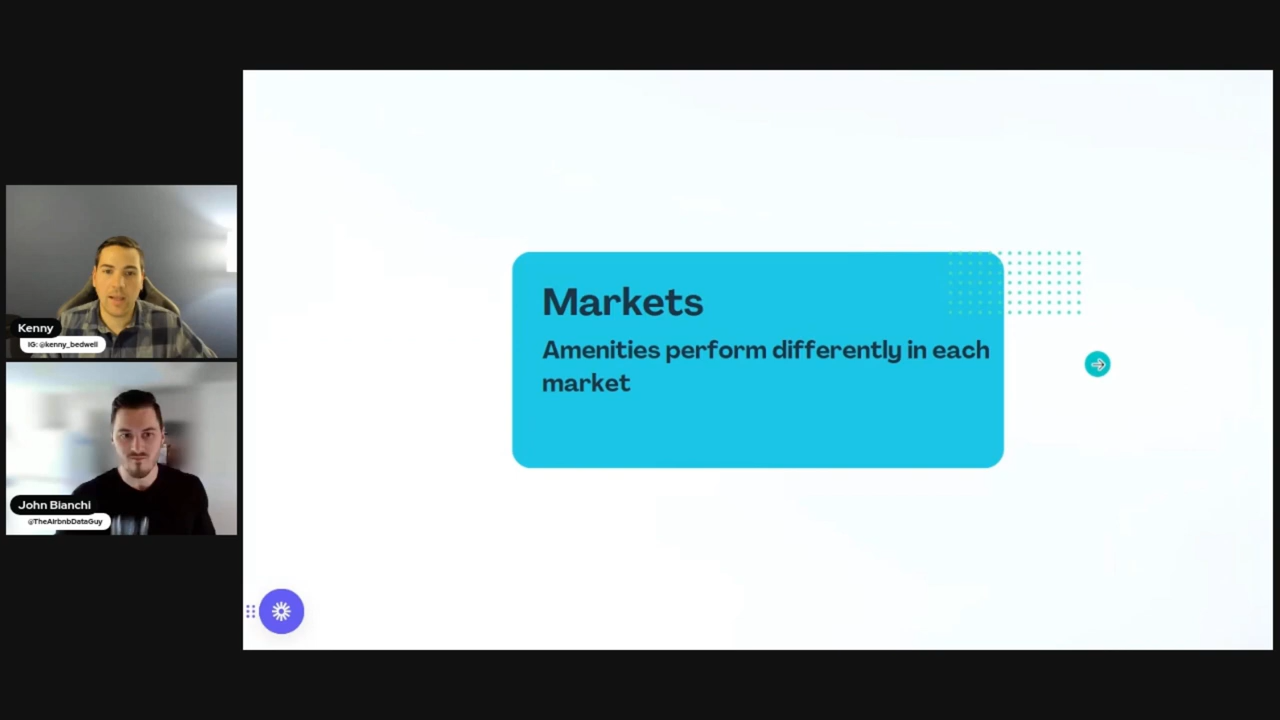 Kenny
IG: @kenny_bedwell
John Bianchi
@TheAirbnbDataGuy
Markets
Amenities perform differently in each
market